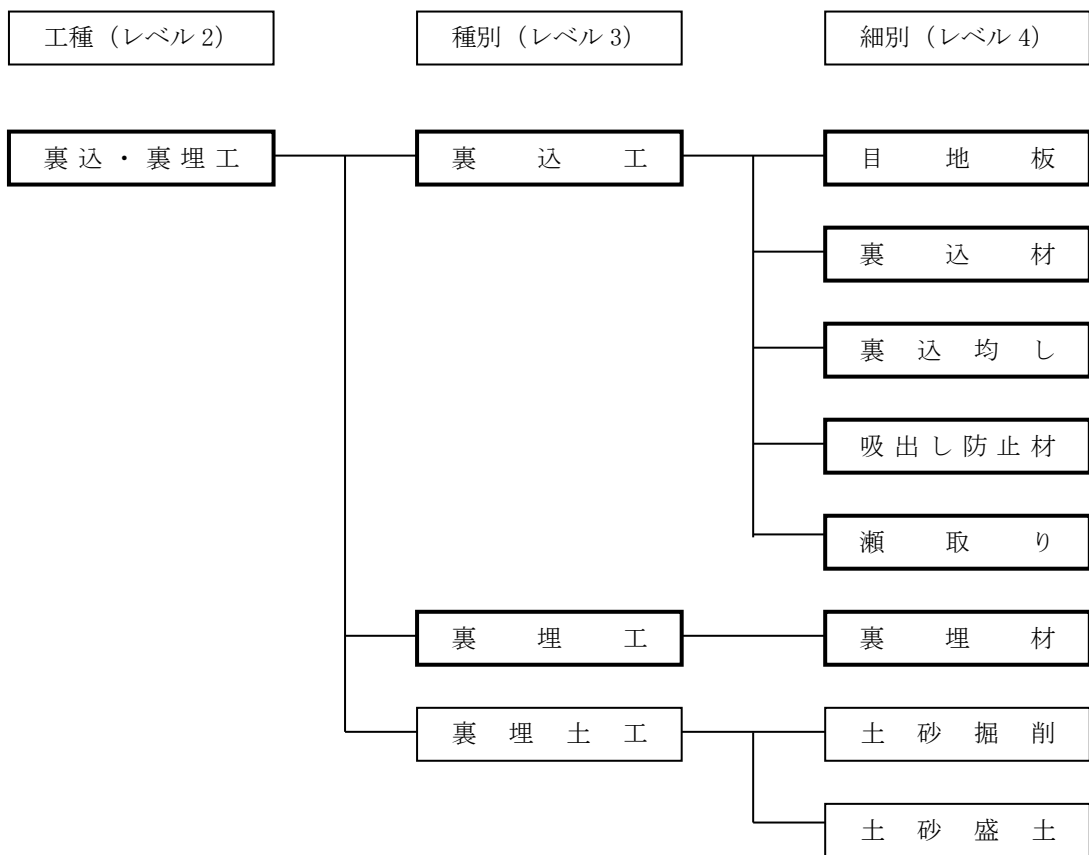 工種（レベル 2） 種別（レベル 3） 細別（レベル 4）
裏込・裏埋工 裏込工 目地板
裏込材
裏込均し
吸出し防止材
瀬取り
裏埋工 裏埋材
裏埋土工 土砂掘削
土砂盛土